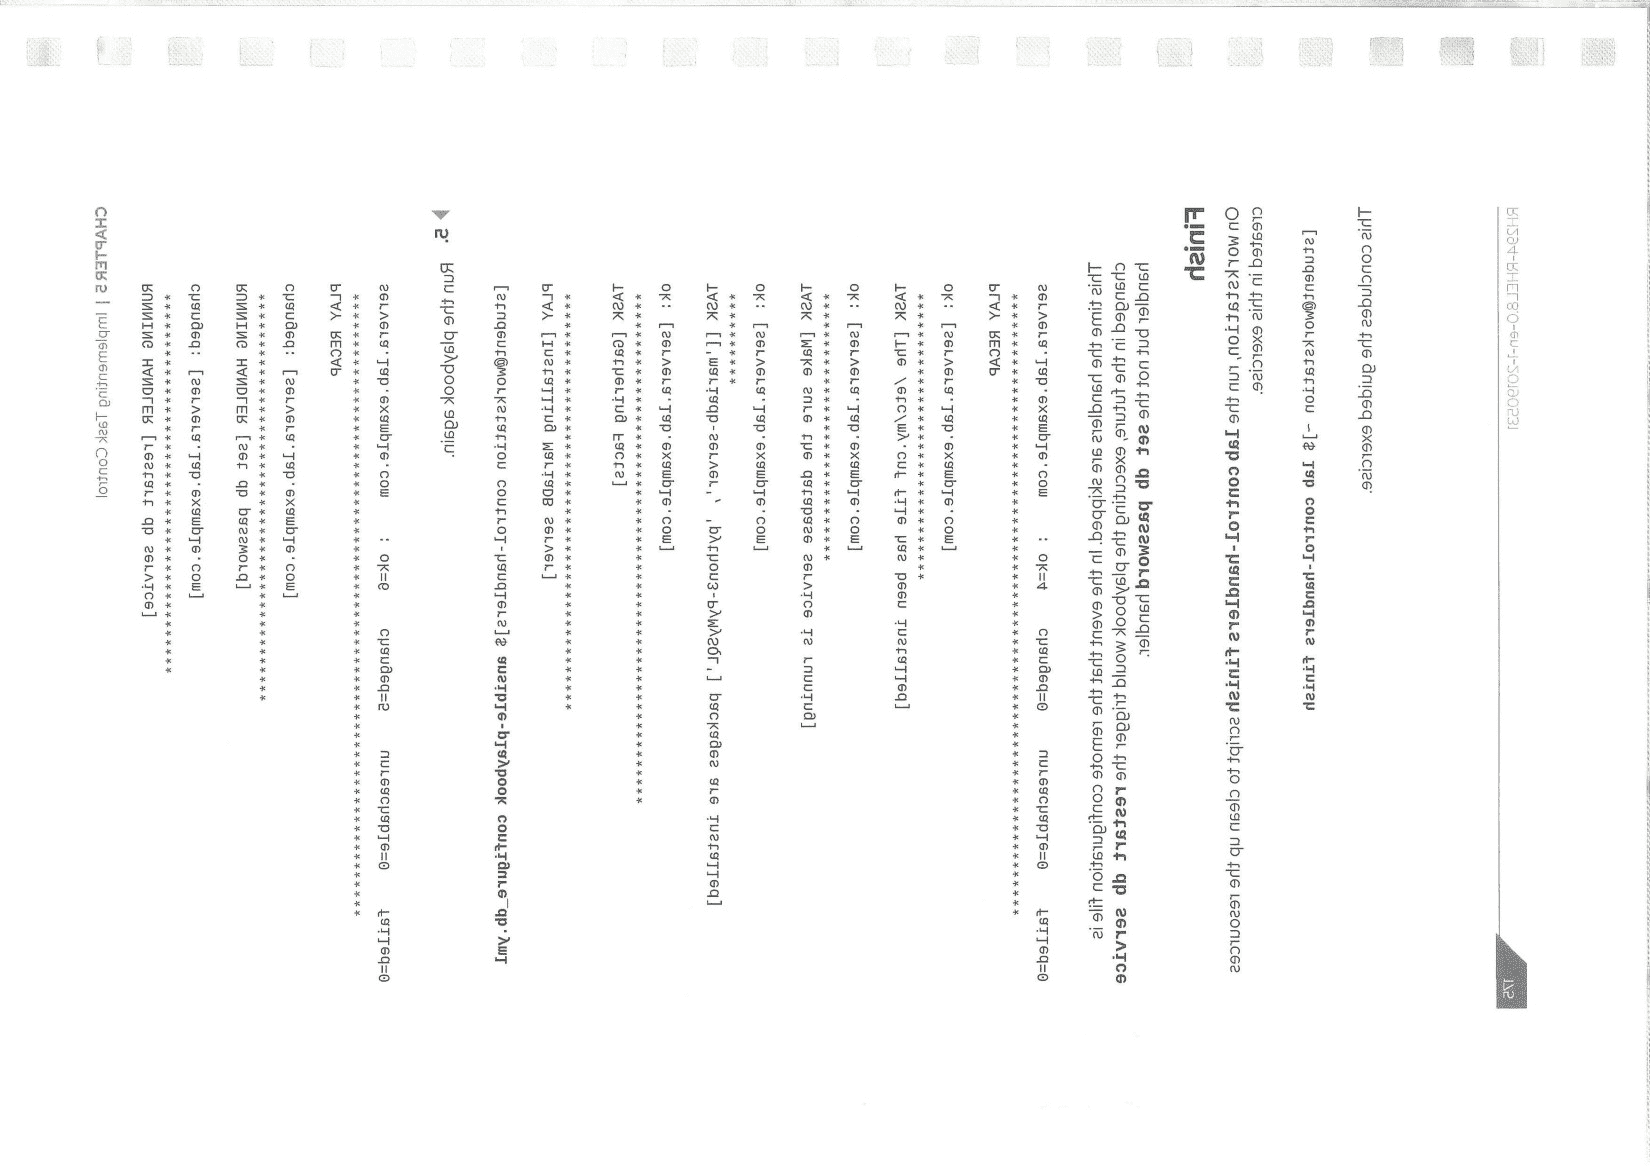 CHAPTER 5 | Implementing Task Control
RUNNING HANDLER [restart db service]
****************************************
changed: [servera.lab.example.com]
RUNNING HANDLER [set db password]
*******************************************
changed: [servera.lab.example.com]
PLAY RECAP
******************************************************************
servera.lab.example.com : ok=6 changed=5 unreachable=0 failed=0
5. Run the playbook again.
[student@workstation control-handlers]$ ansible-playbook configure_db.yml
PLAY [Installing MariaDB server]
********************************************
TASK [Gathering Facts]
******************************************************
ok: [servera.lab.example.com]
TASK [['mariadb-server', 'python3-PyMySQL'] packages are installed]
**********
ok: [servera.lab.example.com]
TASK [Make sure the database service is running]
****************************
ok: [servera.lab.example.com]
TASK [The /etc/my.cnf file has been installed]
******************************
ok: [servera.lab.example.com]
PLAY RECAP
******************************************************************
servera.lab.example.com : ok=4 changed=0 unreachable=0 failed=0
This time the handlers are skipped. In the event that the remote configuration file is
changed in the future, executing the playbook would trigger the restart db service
handler but not the set db password handler.
Finish
On workstation, run the lab control-handlers finish script to clean up the resources
created in this exercise.
[student@workstation ~]$ lab control-handlers finish
This concludes the guided exercise.
RH294-RHEL8.0-en-1-20190531
175